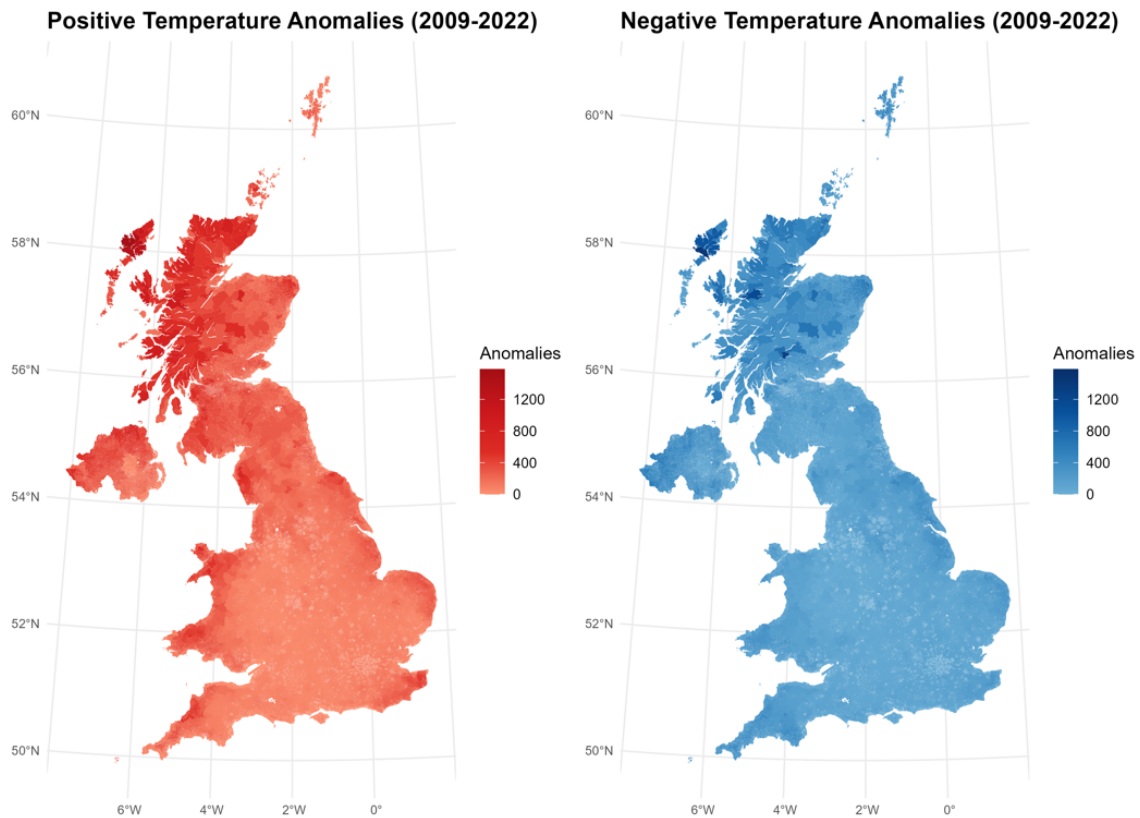 Positive Temperature Anomalies (2009-2022)
60°N
58°N
56°N
54°N
52°N
50°N
6°W
4°W
2°W
0°
Anomalies
1200
800
400
0
Negative Temperature Anomalies (2009-2022)
60°N
58°N
56°N
54°N
52°N
50°N
6°W
4°W
2°W
0°
Anomalies
1200
800
400
0